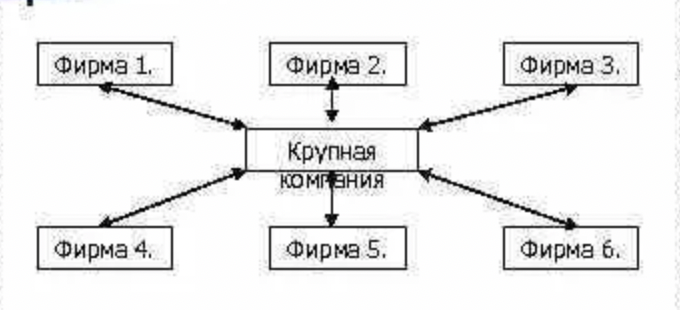 Фирма 1.
Фирма 2.
Фирма 3.
Крупная
компания
Фирма 4.
Фирма 5.
Фирма 6.